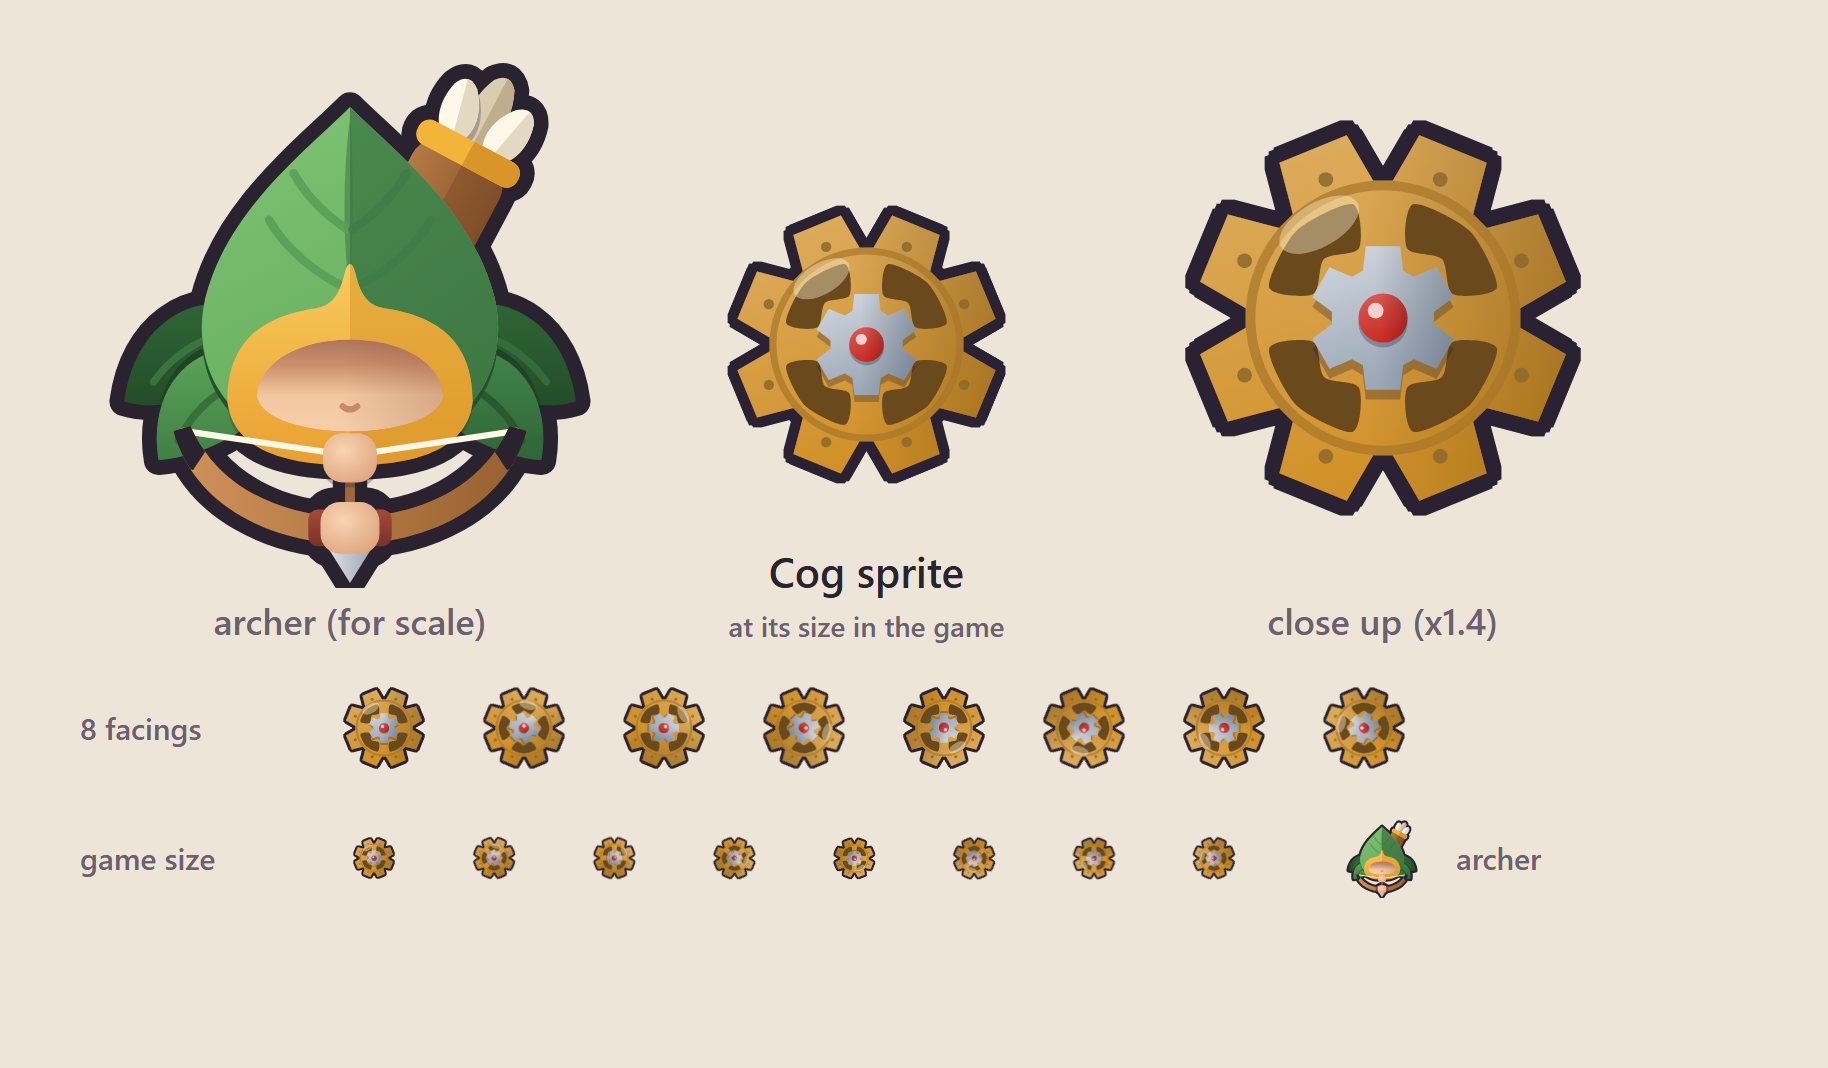 Cog sprite
archer (for scale)
at its size in the game
close up (x1.4)
8 facings
game size
archer